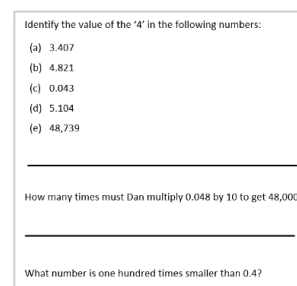 Identify the value of the ‘4’ in the following numbers:
(a) 3.407
(b) 4.821
(c) 0.043
(d) 5.104
(e) 48,739
How many times must Dan multiply 0.048 by 10 to get 48,000
What number is one hundred times smaller than 0.4?